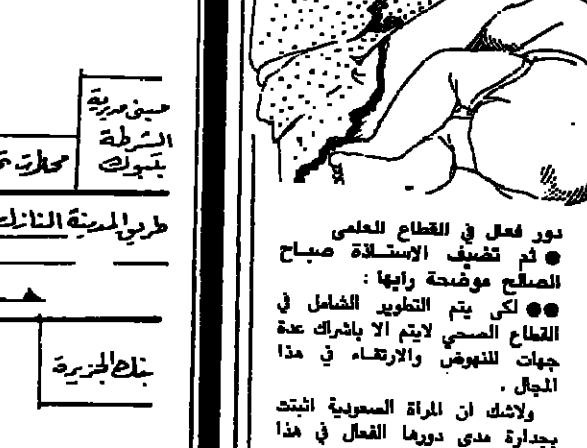 دور فعال في القطاع العلمي
● ثم تضيف الاستاذة صباح
الصالح موضحة رأيها :
●● لكي يتم التطوير الشامل في
القطاع الصحي لايتم الا باشراك عدة
جهات للنهوض والارتقاء في هذا
المجال .
ولاشك ان المرأة السعودية اثبتت
بجدارة مدى دورها الفعال في هذا
مبنى مديرية
الشرطة
بتبوك
طريق المدينة النازل
بنك الجزيرة